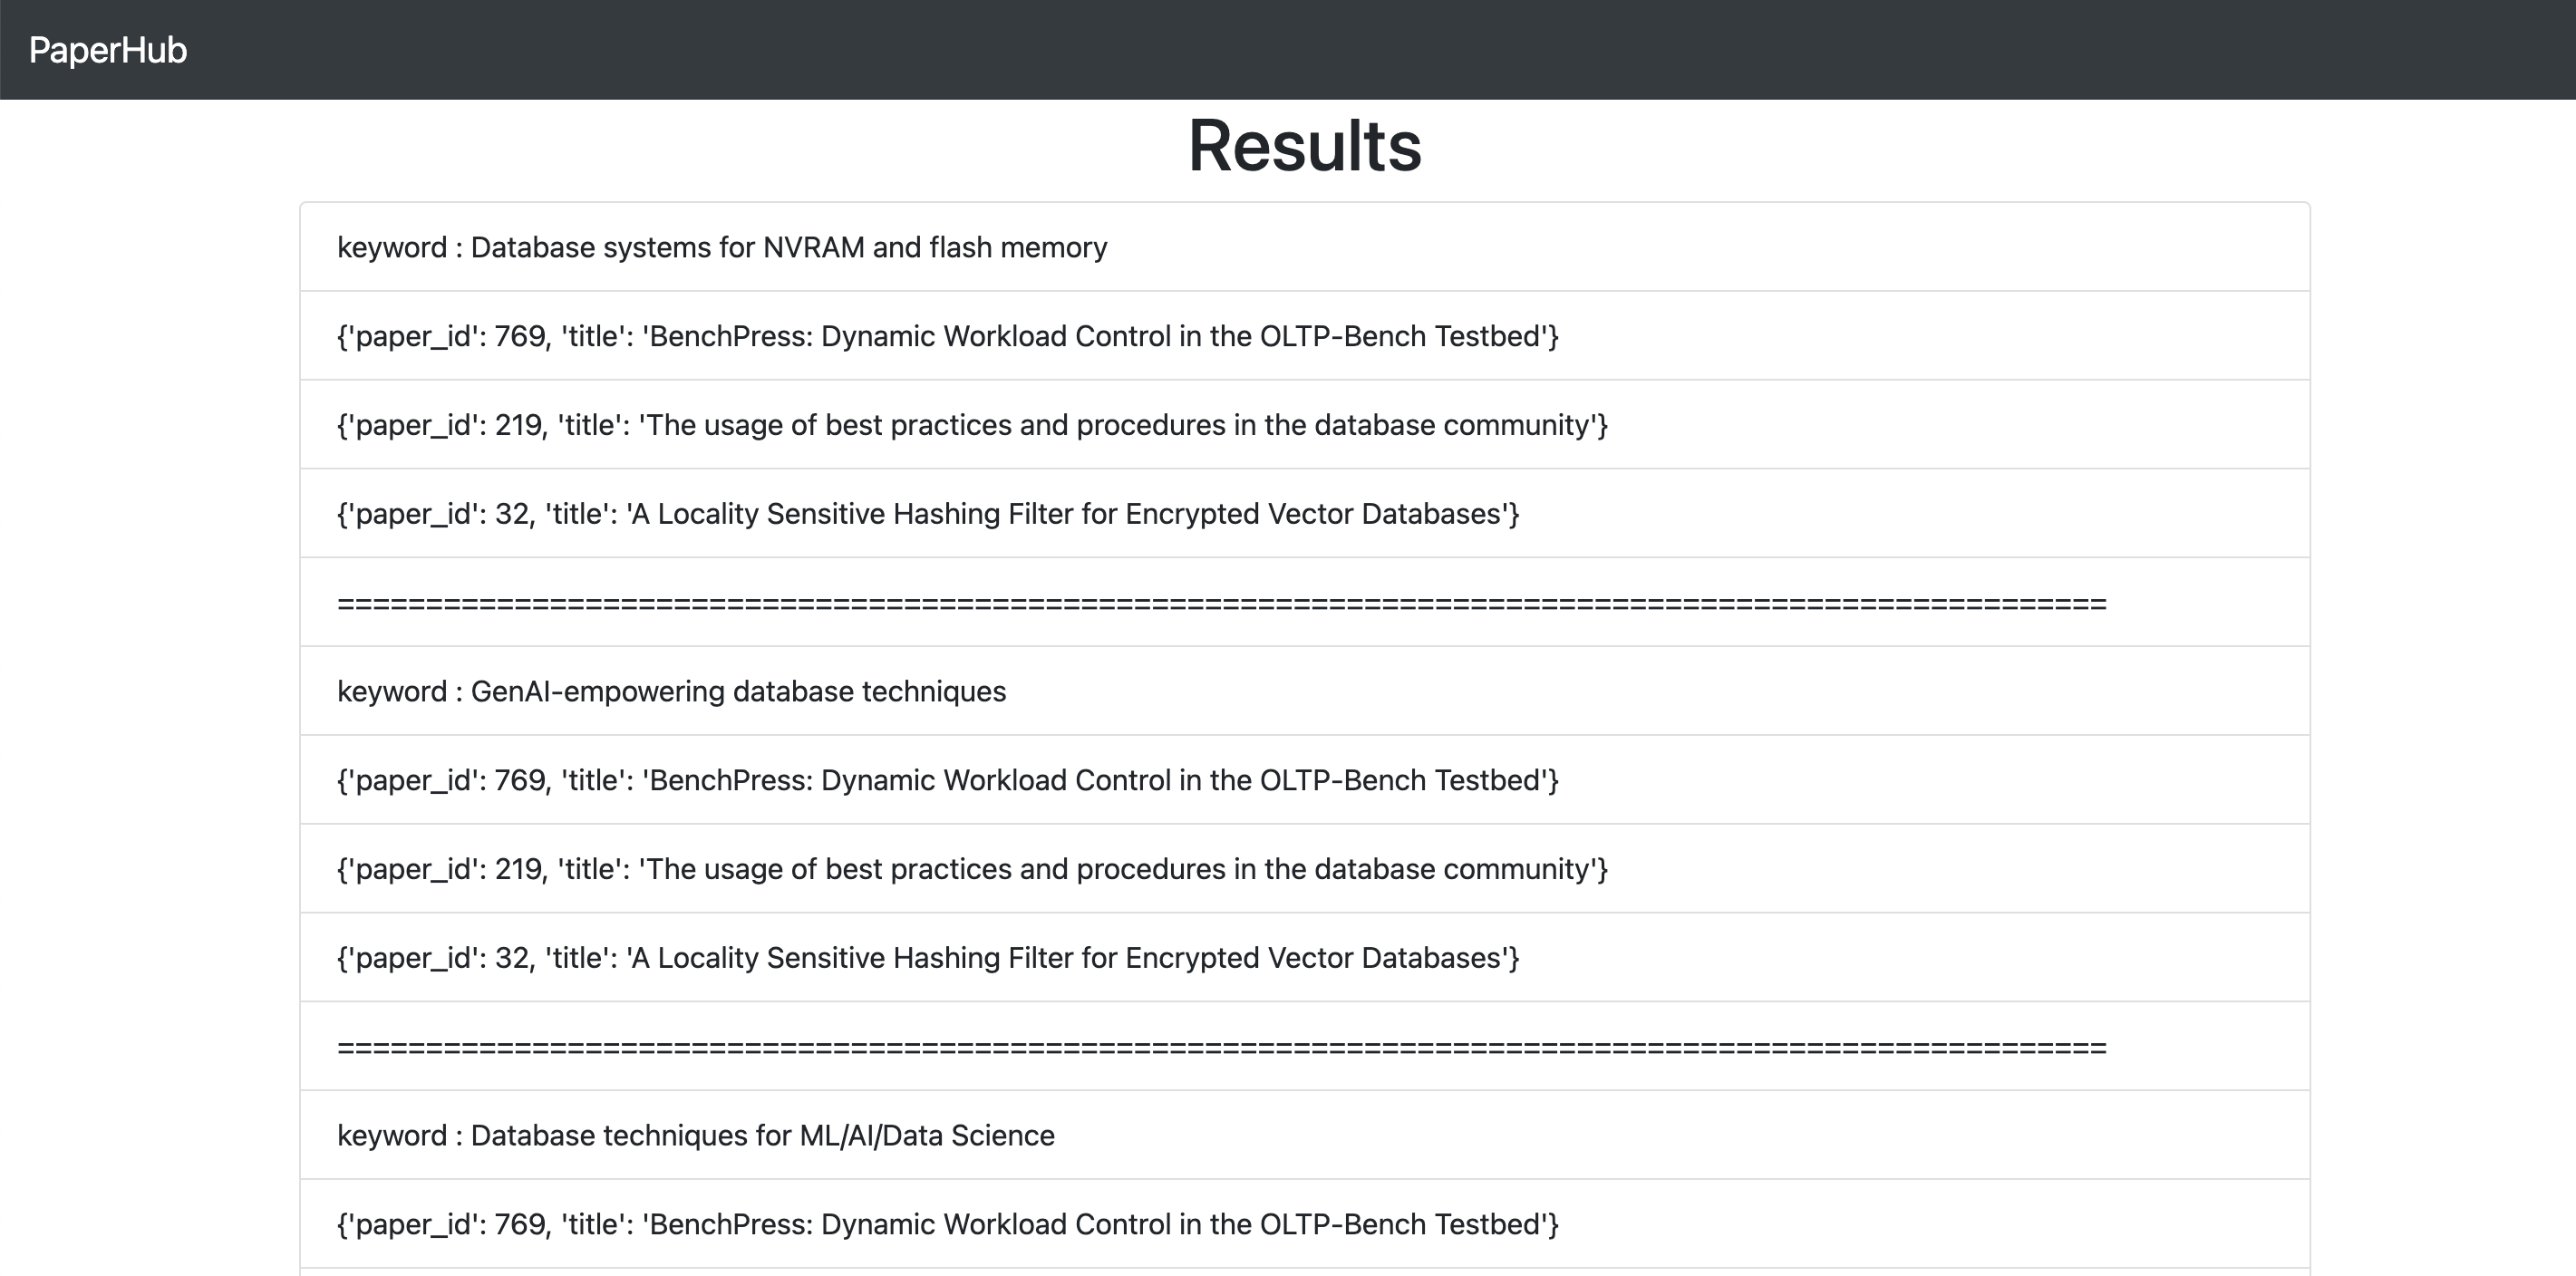 PaperHub
Results
keyword : Database systems for NVRAM and flash memory
{'paper_id': 769, 'title': 'BenchPress: Dynamic Workload Control in the OLTP-Bench Testbed'}
{'paper_id': 219, 'title': 'The usage of best practices and procedures in the database community'}
{'paper_id': 32, 'title': 'A Locality Sensitive Hashing Filter for Encrypted Vector Databases'}
====================================================================================================
keyword : GenAI-empowering database techniques
{'paper_id': 769, 'title': 'BenchPress: Dynamic Workload Control in the OLTP-Bench Testbed'}
{'paper_id': 219, 'title': 'The usage of best practices and procedures in the database community'}
{'paper_id': 32, 'title': 'A Locality Sensitive Hashing Filter for Encrypted Vector Databases'}
====================================================================================================
keyword : Database techniques for ML/AI/Data Science
{'paper_id': 769, 'title': 'BenchPress: Dynamic Workload Control in the OLTP-Bench Testbed'}